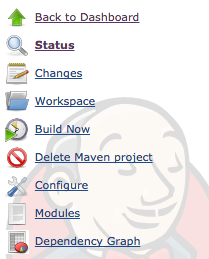 Back to Dashboard
Status
Changes
Workspace
Build Now
Delete Maven project
Configure
Modules
Dependency Graph